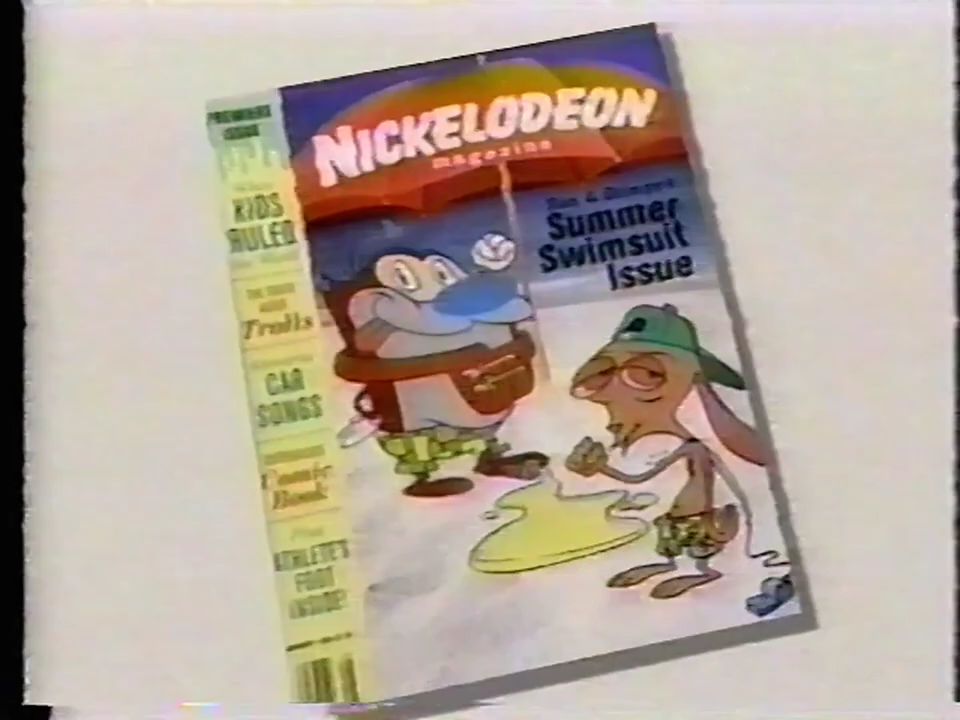 NICKELODEON
magazine
PREMIERE
ISSUE
KIDS
RULED
Trolls
CAR
SONGS
Comic
Book
ATHLETE'S
FOOT
INSIDE!
Summer
Swimsuit
Issue